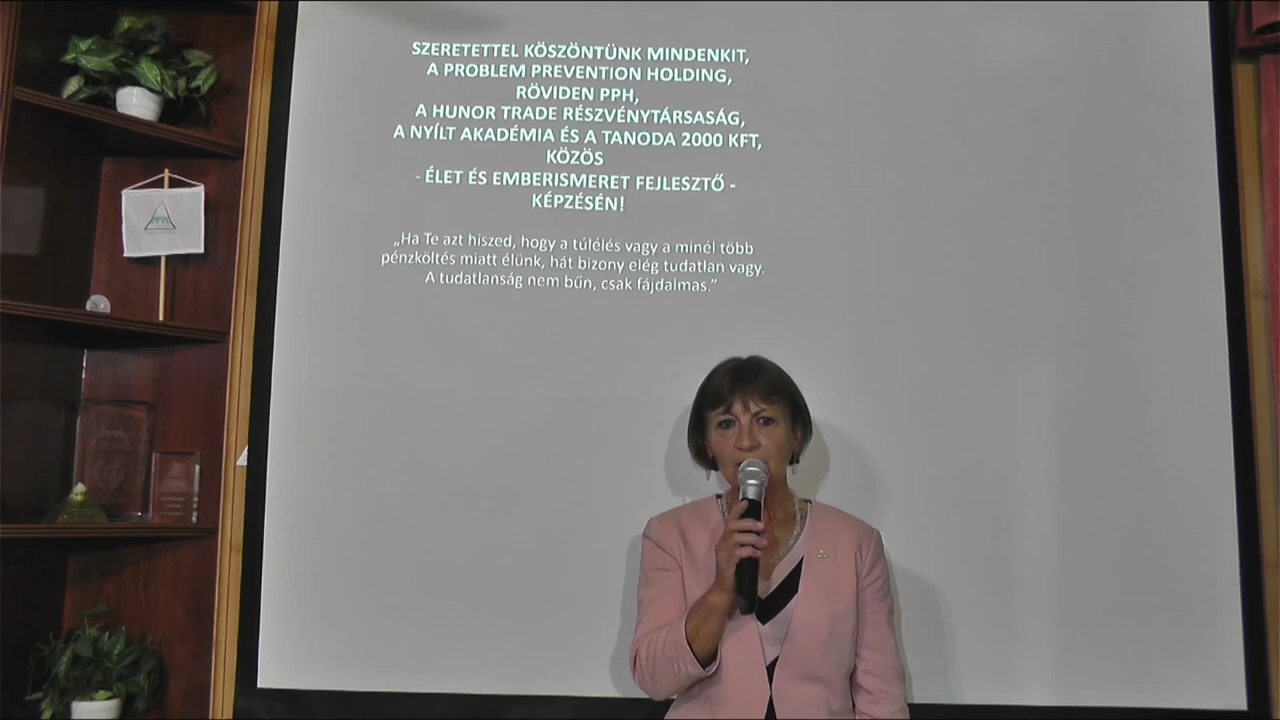 SZERETETTEL KÖSZÖNTÜNK MINDENKIT,
A PROBLEM PREVENTION HOLDING,
RÖVIDEN PPH,
A HUNOR TRADE RÉSZVÉNYTÁRSASÁG,
A NYÍLT AKADÉMIA ÉS A TANODA 2000 KFT,
KÖZÖS
- ÉLET ÉS EMBERISMERET FEJLESZTŐ -
KÉPZÉSÉN!
„Ha Te azt hiszed, hogy a túlélés vagy a minél több
pénzköltés miatt élünk, hát bizony elég tudatlan vagy.
A tudatlanság nem bűn, csak fájdalmas.”